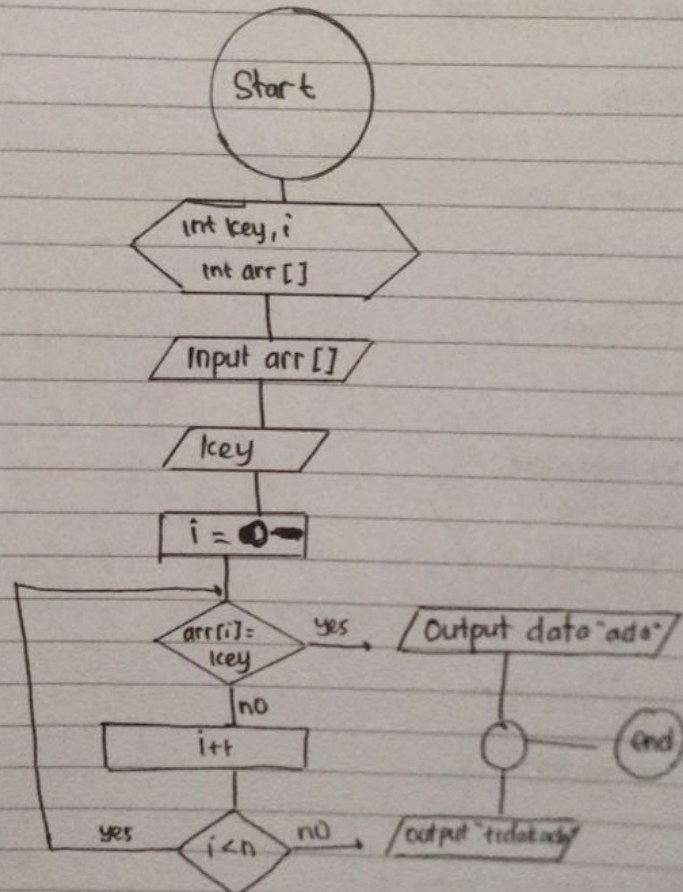 Start
int key, i
int arr []
Input arr []
key
i = 0
arr[i]=
key
yes
Output data "ada"
no
i++
end
yes
i<n
no
output "tidak ada"